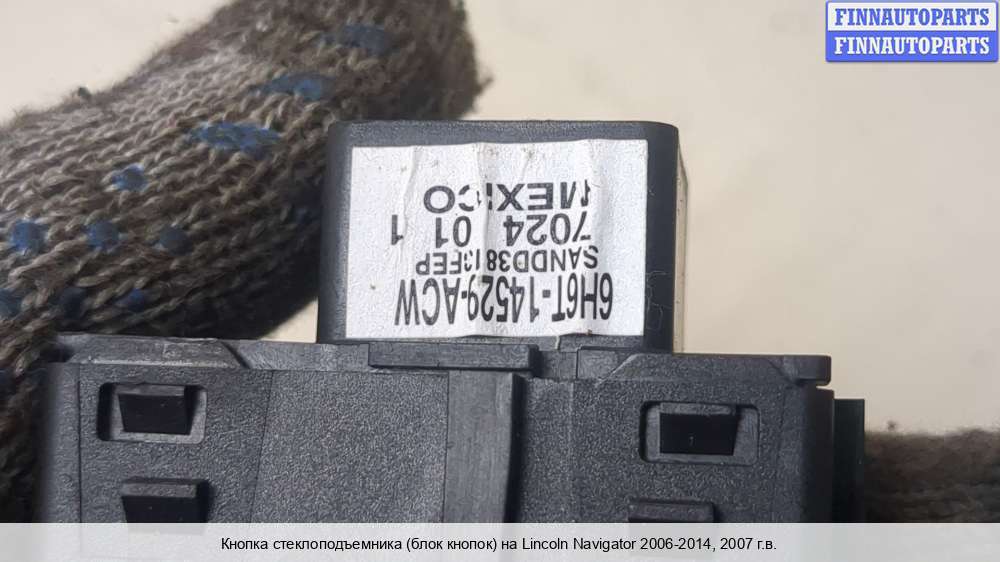 FINNAUTOPARTS
FINNAUTOPARTS
6H6T-14529-ACW
SANDD38 13FEP
7024 01 1
MEXICO
Кнопка стеклоподъемника (блок кнопок) на Lincoln Navigator 2006-2014, 2007 г.в.